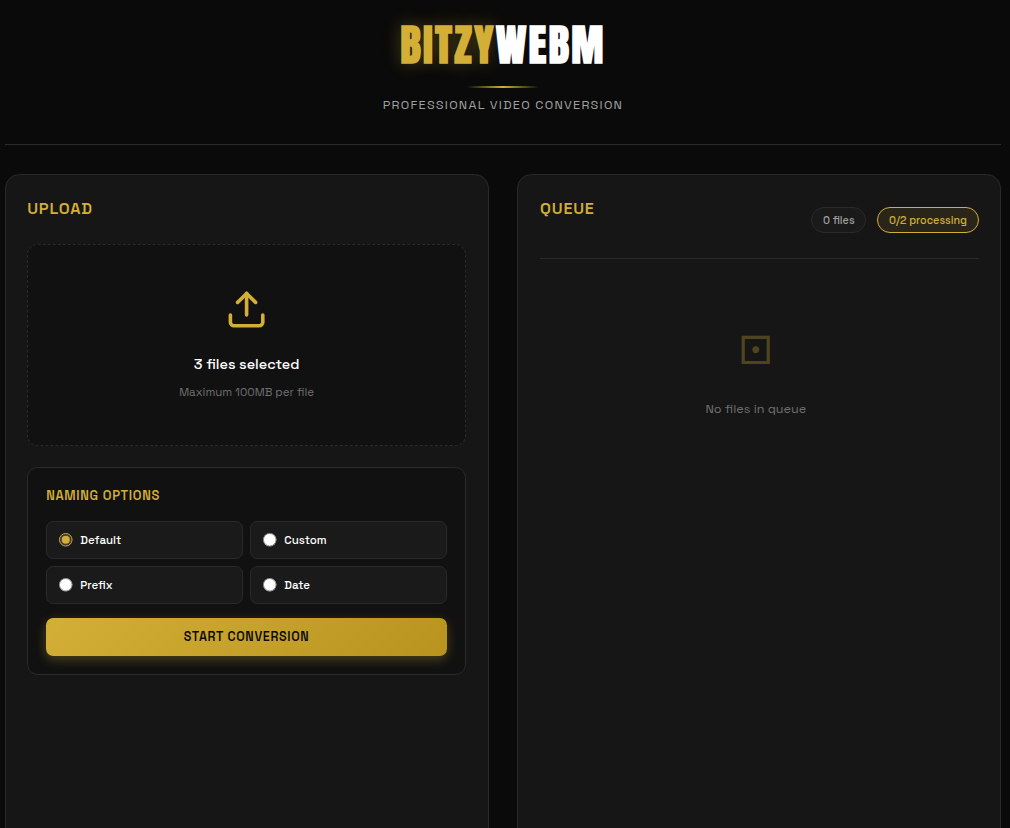 BITZYWEBM
PROFESSIONAL VIDEO CONVERSION
UPLOAD
3 files selected
Maximum 100MB per file
NAMING OPTIONS
Default
Custom
Prefix
Date
START CONVERSION
QUEUE
0 files
0/2 processing
No files in queue